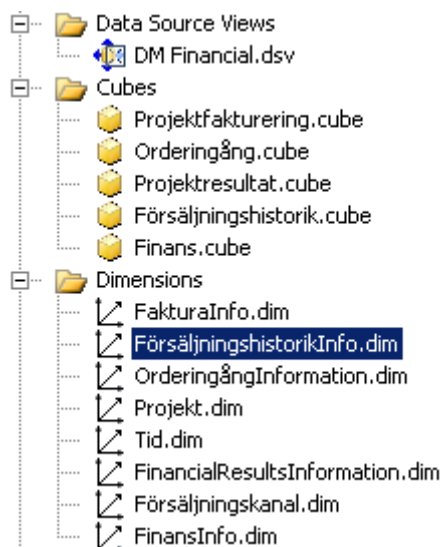 Data Source Views
DM Financial.dsv
Cubes
Projektfakturering.cube
Orderingång.cube
Projektresultat.cube
Försäljningshistorik.cube
Finans.cube
Dimensions
FakturaInfo.dim
FörsäljningshistorikInfo.dim
OrderingångInformation.dim
Projekt.dim
Tid.dim
FinancialResultsInformation.dim
Försäljningskanal.dim
FinansInfo.dim